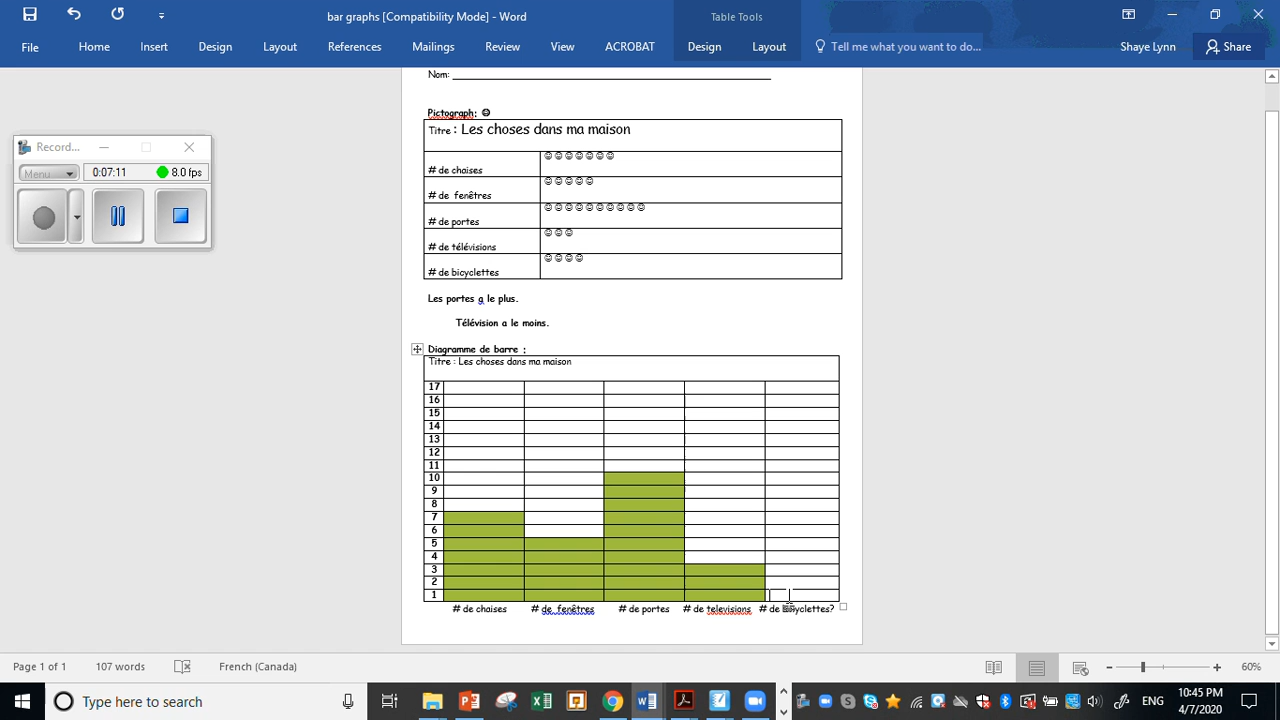 bar graphs [Compatibility Mode] - Word
Table Tools
File Home Insert Design Layout References Mailings Review View ACROBAT Design Layout Tell me what you want to do... Shaye Lynn Share
Nom:
Pictograph: ☺
Titre : Les choses dans ma maison
# de chaises ☺☺☺☺☺☺☺
# de fenêtres ☺☺☺☺☺
# de portes ☺☺☺☺☺☺☺☺☺☺
# de télévisions ☺☺☺
# de bicyclettes ☺☺☺☺
Les portes a le plus.
Télévision a le moins.
Diagramme de barre :
Titre : Les choses dans ma maison
17
16
15
14
13
12
11
10
9
8
7
6
5
4
3
2
1
# de chaises # de fenêtres # de portes # de televisions # de bicyclettes?
Record...
Menu 0:07:11 8.0 fps
Page 1 of 1 107 words French (Canada) 60%
Type here to search
ENG
10:45 PM
4/7/2020